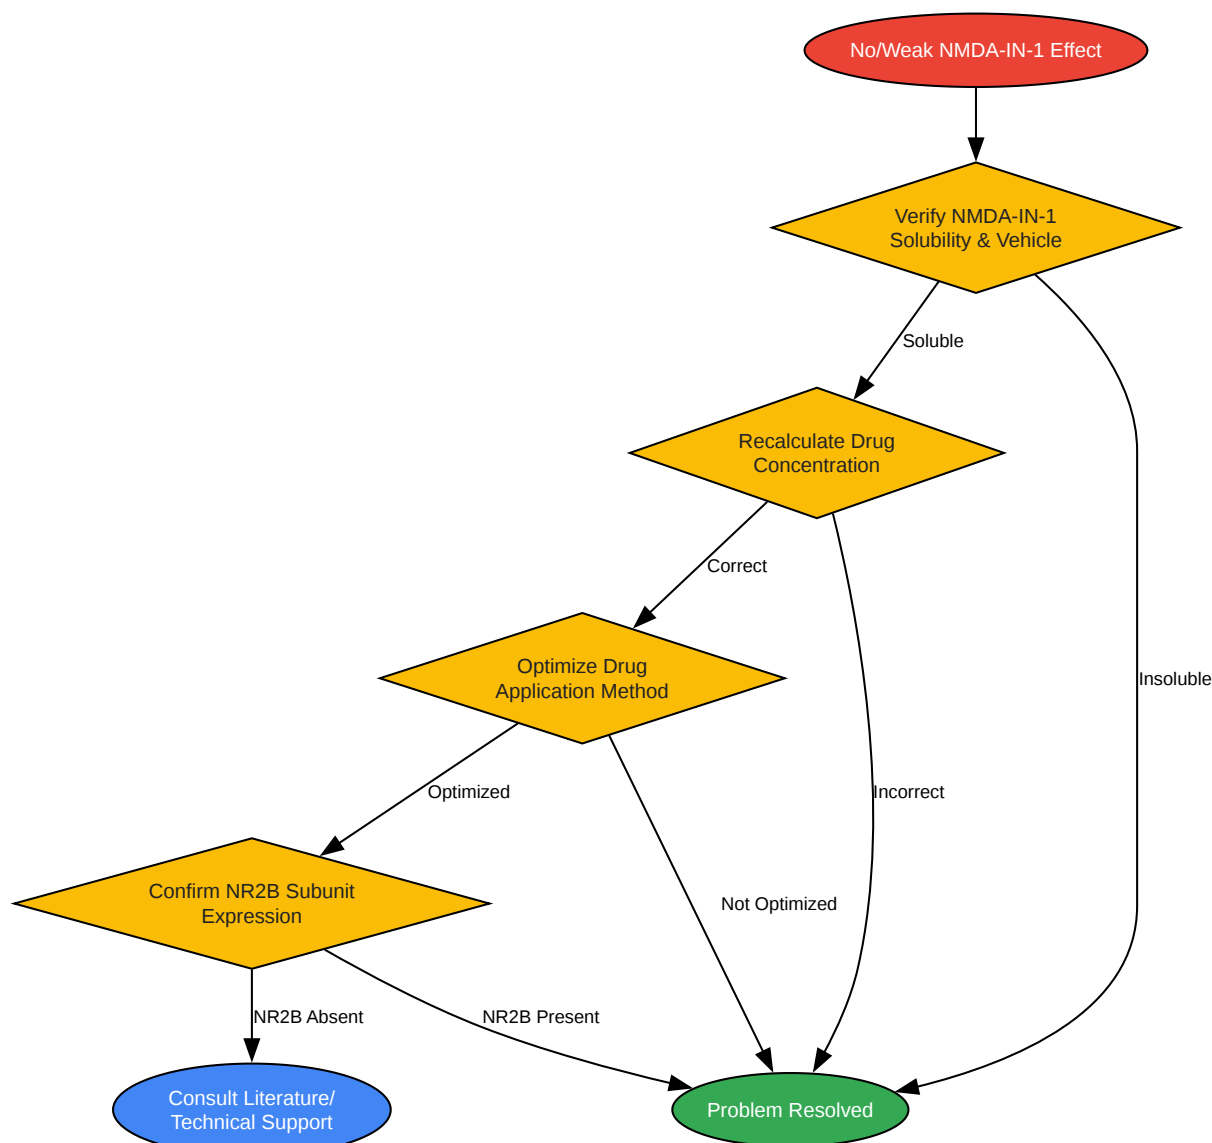 No/Weak NMDA-IN-1 Effect
Verify NMDA-IN-1
Solubility & Vehicle
Soluble
Recalculate Drug
Concentration
Correct
Optimize Drug
Application Method
Insoluble
Optimized
Incorrect
Confirm NR2B Subunit
Expression
Not Optimized
NR2B Absent
NR2B Present
Consult Literature/
Technical Support
Problem Resolved